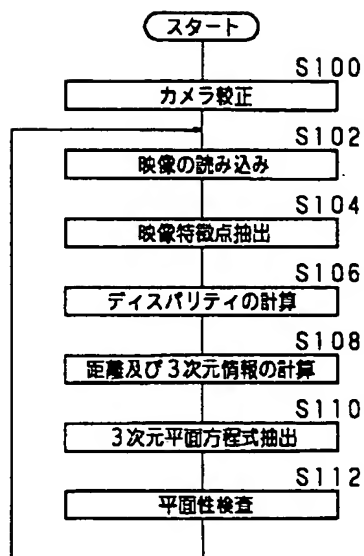 スタート
S100
カメラ較正
S102
映像の読み込み
S104
映像特徴点抽出
S106
ディスパリティの計算
S108
距離及び3次元情報の計算
S110
3次元平面方程式抽出
S112
平面性検査